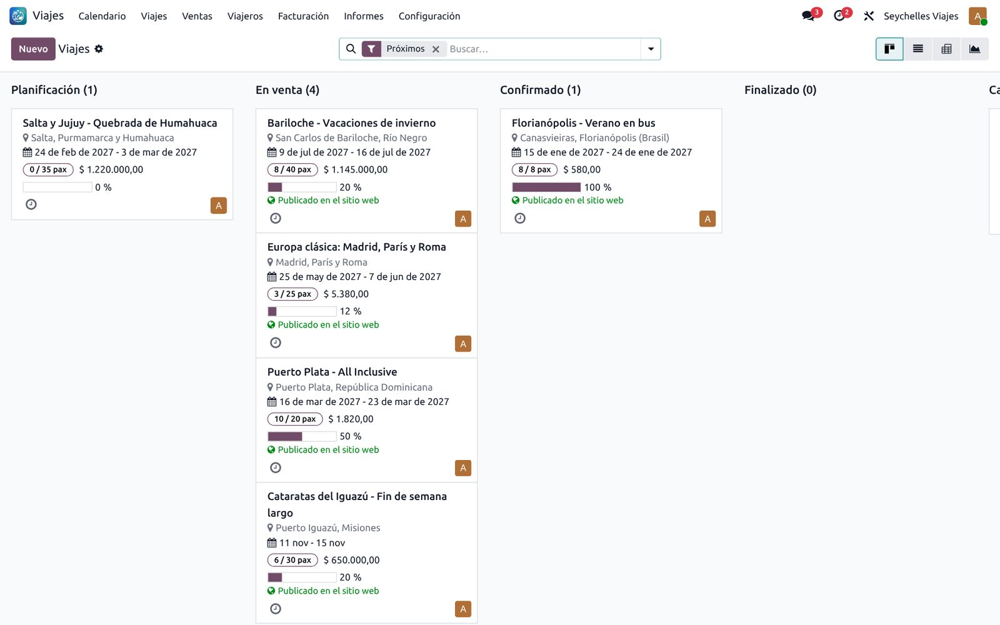 Viajes
Calendario
Viajes
Ventas
Viajeros
Facturación
Informes
Configuración
3
2
Seychelles Viajes
A
Nuevo
Viajes
Próximos
Buscar...
Planificación (1)
Salta y Jujuy - Quebrada de Humahuaca
Salta, Purmamarca y Humahuaca
24 de feb de 2027 - 3 de mar de 2027
0 / 35 pax
$ 1.220.000,00
0 %
A
En venta (4)
Bariloche - Vacaciones de invierno
San Carlos de Bariloche, Río Negro
9 de jul de 2027 - 16 de jul de 2027
8 / 40 pax
$ 1.145.000,00
20 %
Publicado en el sitio web
A
Europa clásica: Madrid, París y Roma
Madrid, París y Roma
25 de may de 2027 - 7 de jun de 2027
3 / 25 pax
$ 5.380,00
12 %
Publicado en el sitio web
A
Puerto Plata - All Inclusive
Puerto Plata, República Dominicana
16 de mar de 2027 - 23 de mar de 2027
10 / 20 pax
$ 1.820,00
50 %
Publicado en el sitio web
A
Cataratas del Iguazú - Fin de semana
largo
Puerto Iguazú, Misiones
11 nov - 15 nov
6 / 30 pax
$ 650.000,00
20 %
Publicado en el sitio web
A
Confirmado (1)
Florianópolis - Verano en bus
Canasvieiras, Florianópolis (Brasil)
15 de ene de 2027 - 24 de ene de 2027
8 / 8 pax
$ 580,00
100 %
Publicado en el sitio web
A
Finalizado (0)